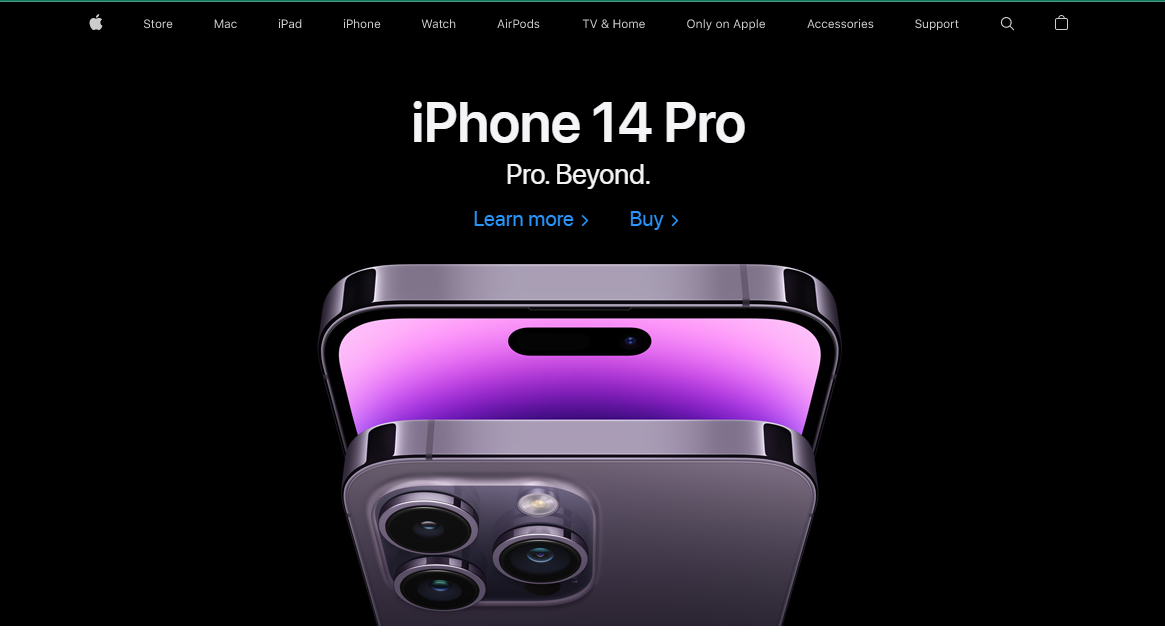 Store Mac iPad iPhone Watch AirPods TV & Home Only on Apple Accessories Support
iPhone 14 Pro
Pro. Beyond.
Learn more > Buy >